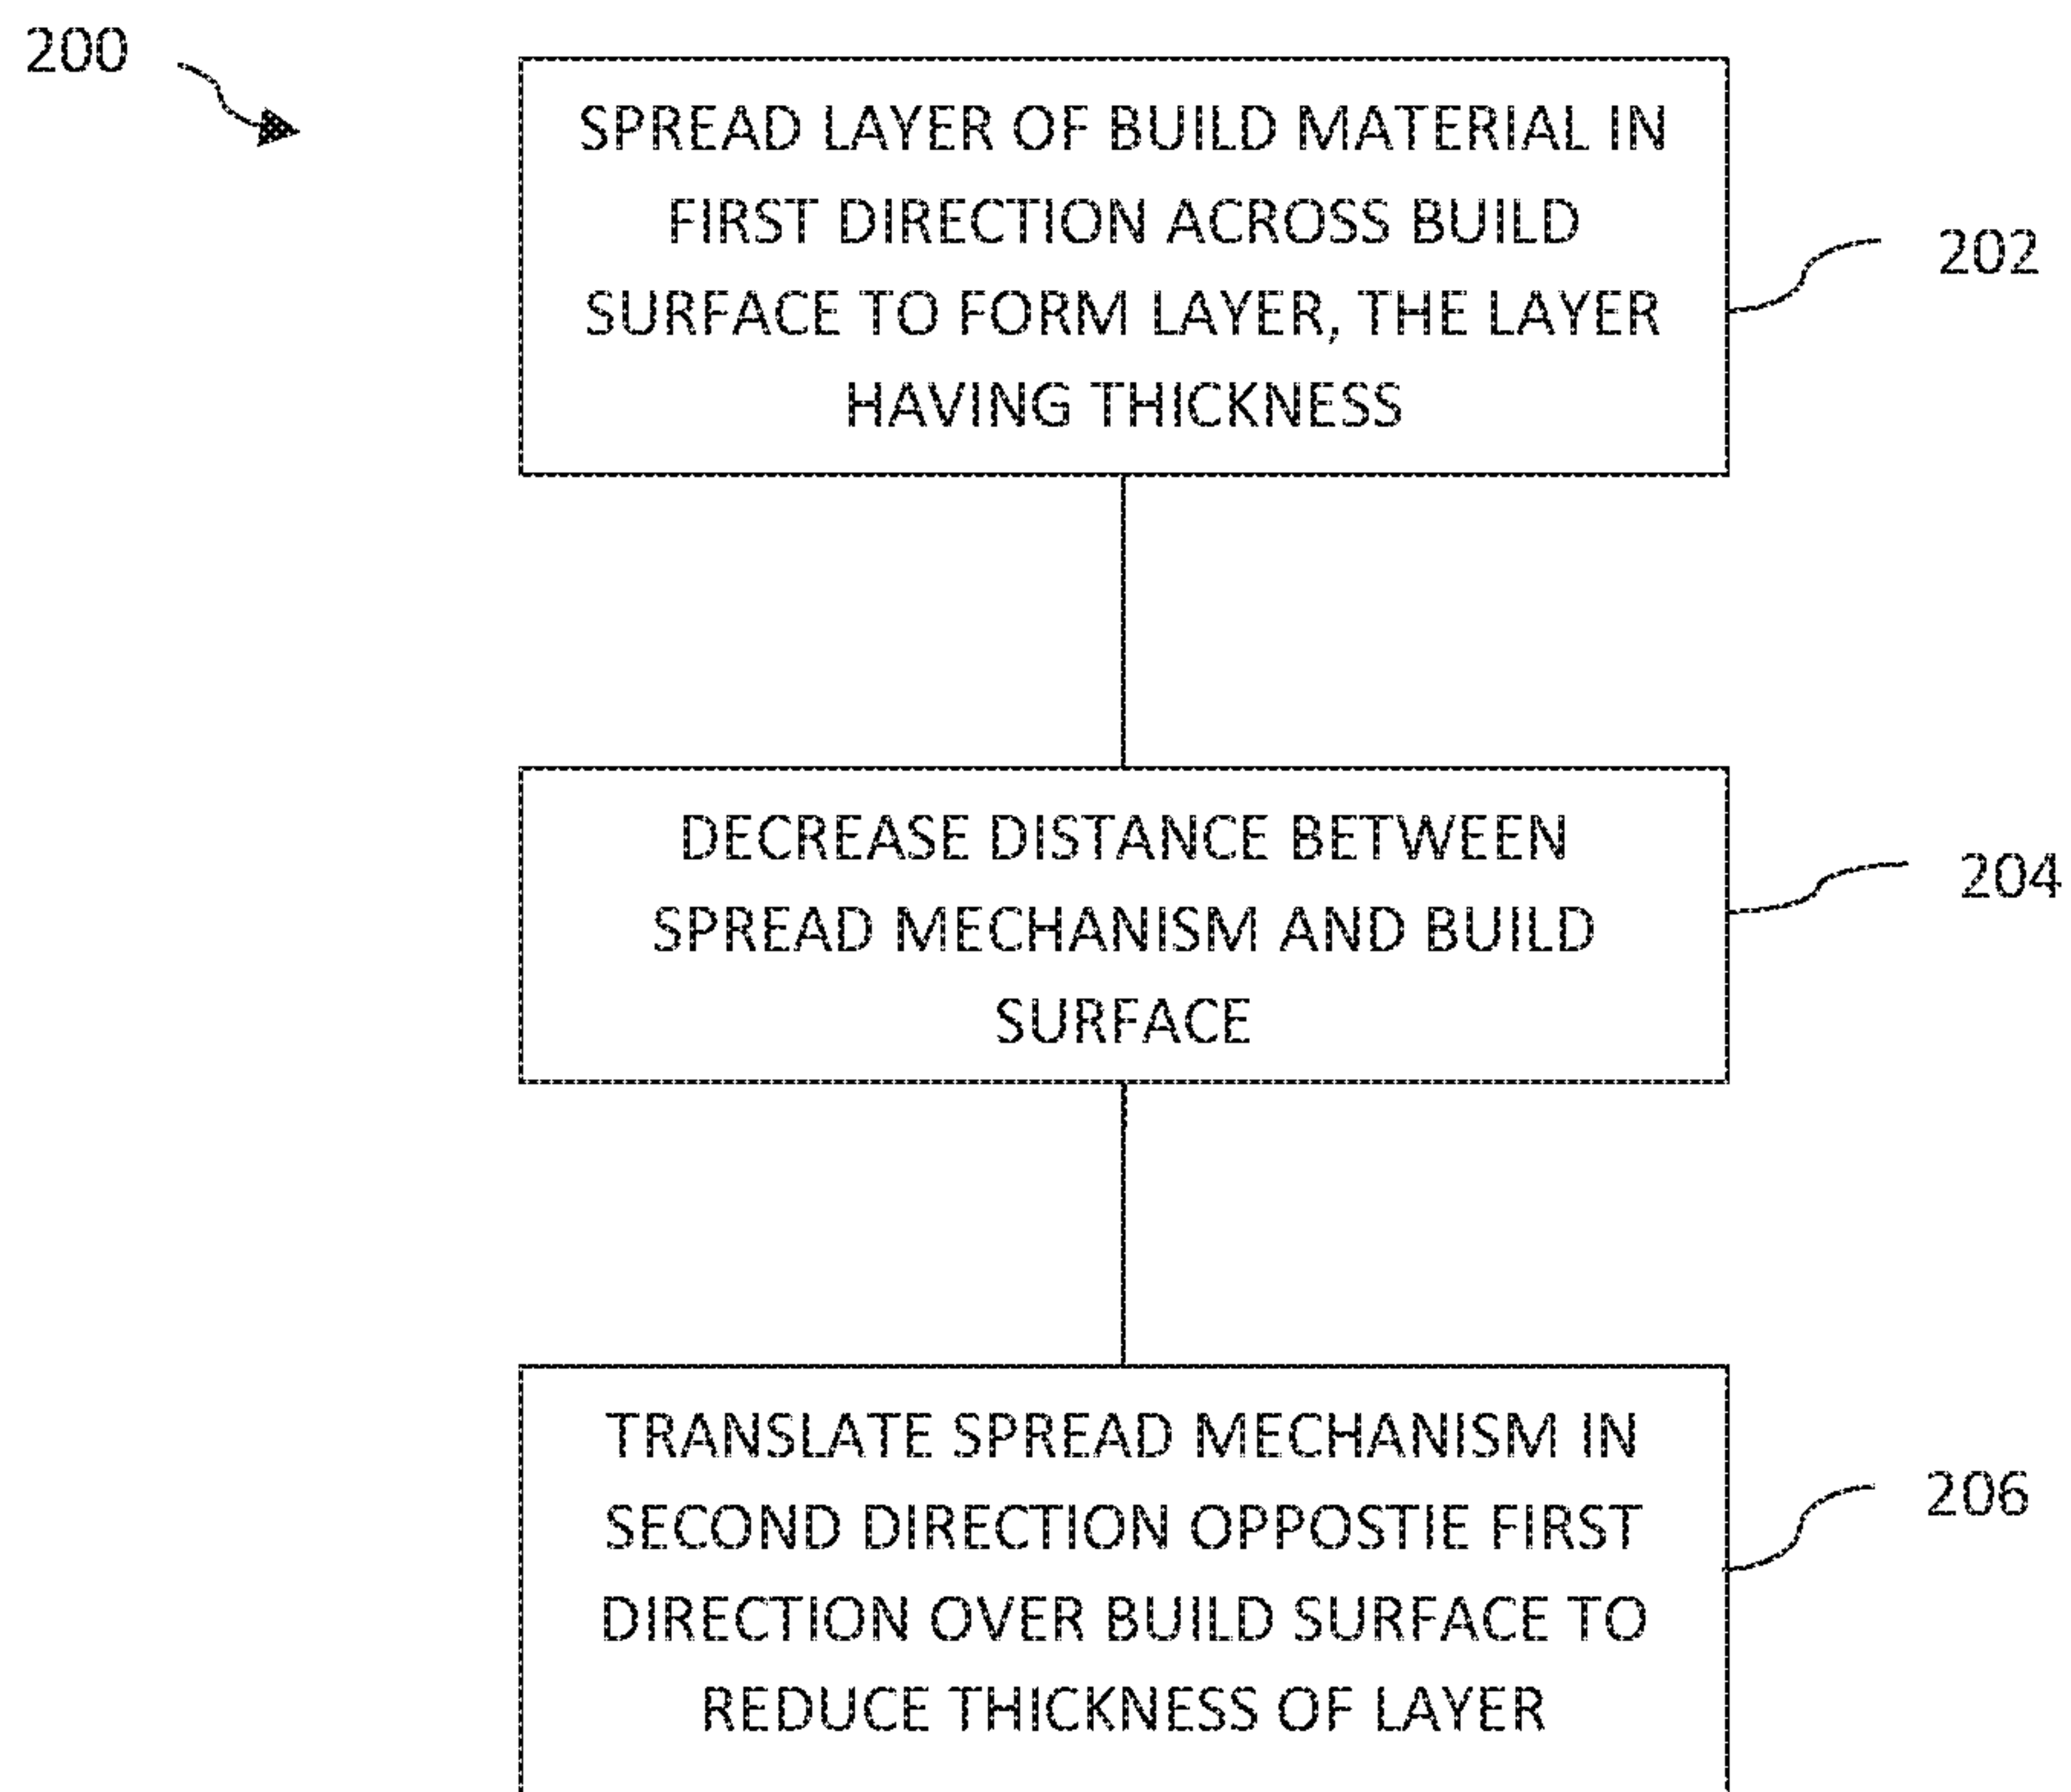 200
SPREAD LAYER OF BUILD MATERIAL IN
FIRST DIRECTION ACROSS BUILD
SURFACE TO FORM LAYER, THE LAYER
HAVING THICKNESS
202
DECREASE DISTANCE BETWEEN
SPREAD MECHANISM AND BUILD
SURFACE
204
TRANSLATE SPREAD MECHANISM IN
SECOND DIRECTION OPPOSTIE FIRST
DIRECTION OVER BUILD SURFACE TO
REDUCE THICKNESS OF LAYER
206